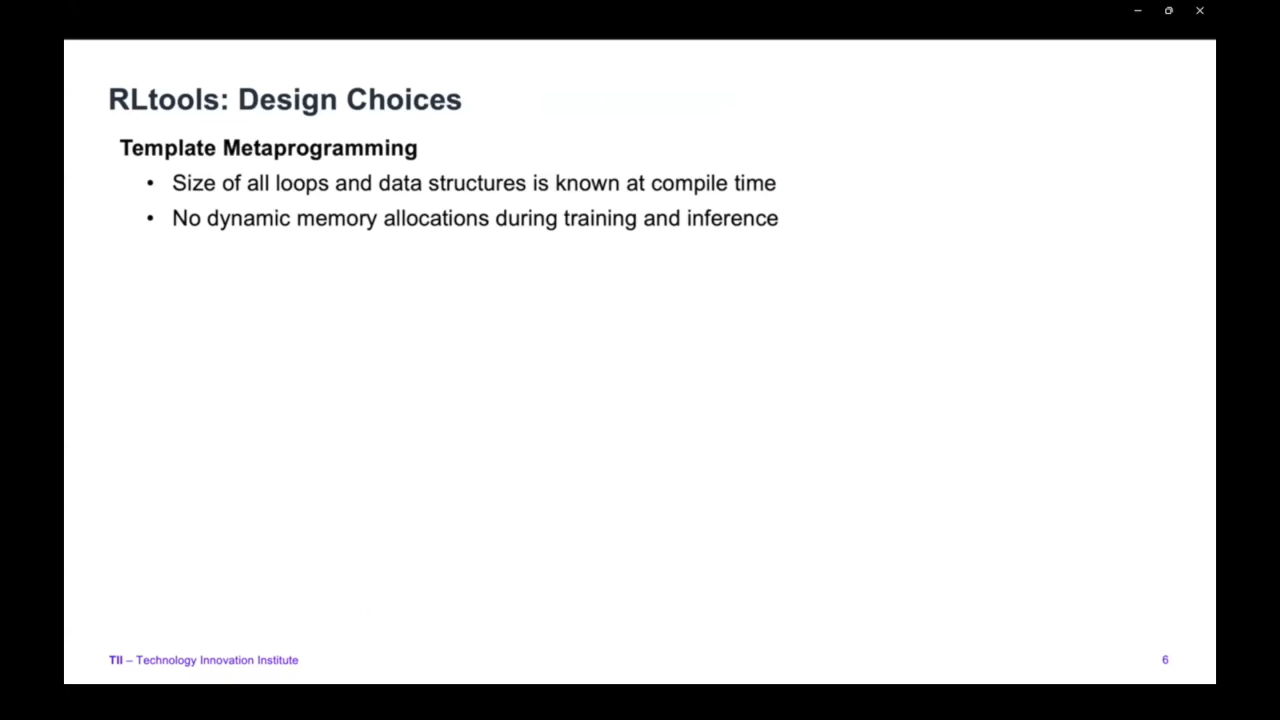 RLtools: Design Choices
Template Metaprogramming
• Size of all loops and data structures is known at compile time
• No dynamic memory allocations during training and inference
TII – Technology Innovation Institute
6